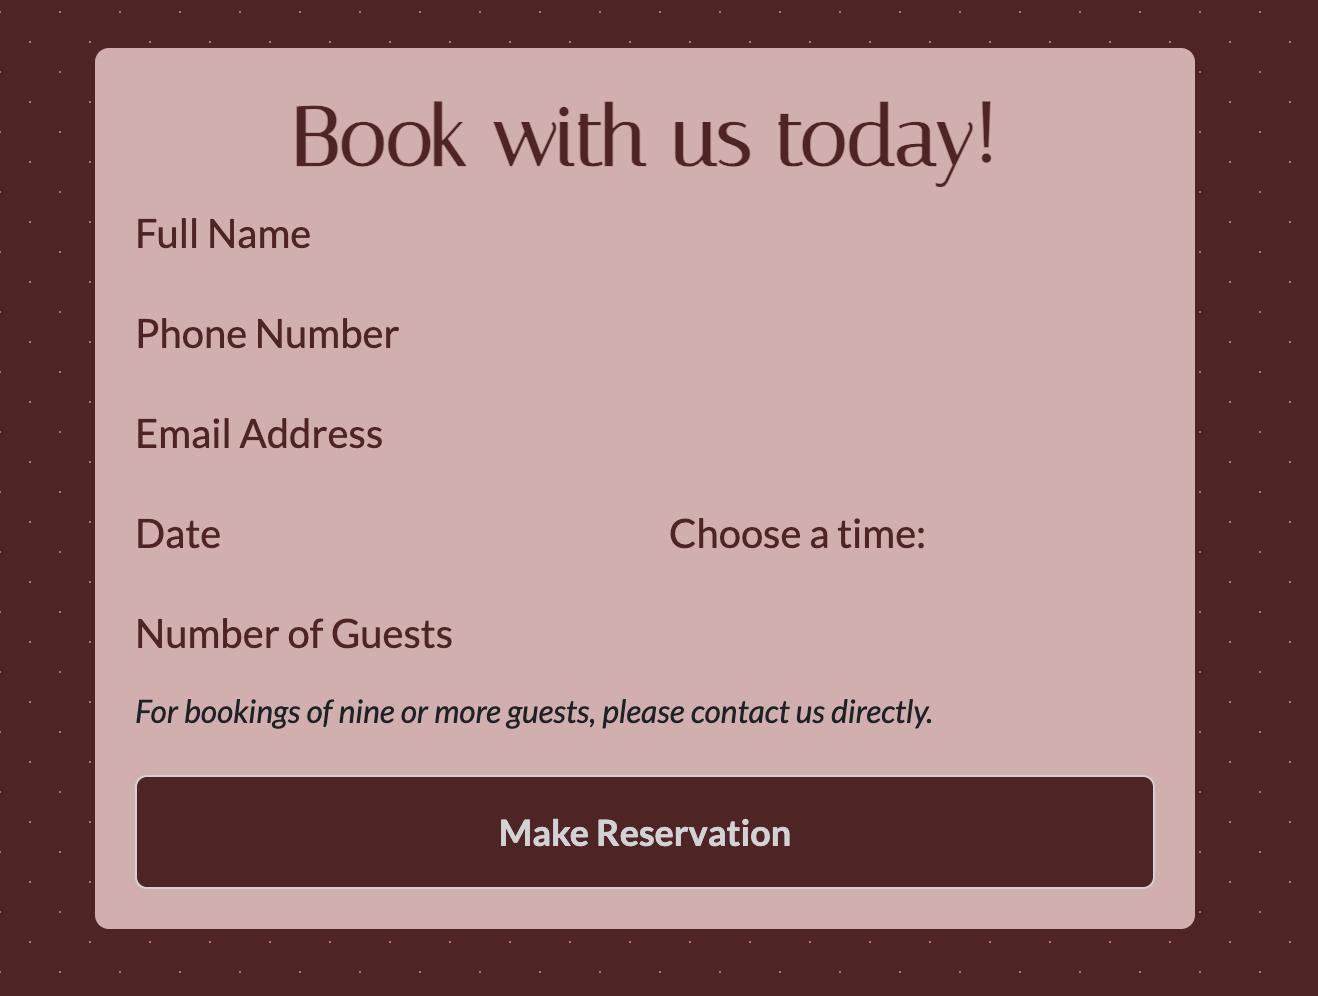 Book with us today!
Full Name
Phone Number
Email Address
Date
Choose a time:
Number of Guests
For bookings of nine or more guests, please contact us directly.
Make Reservation